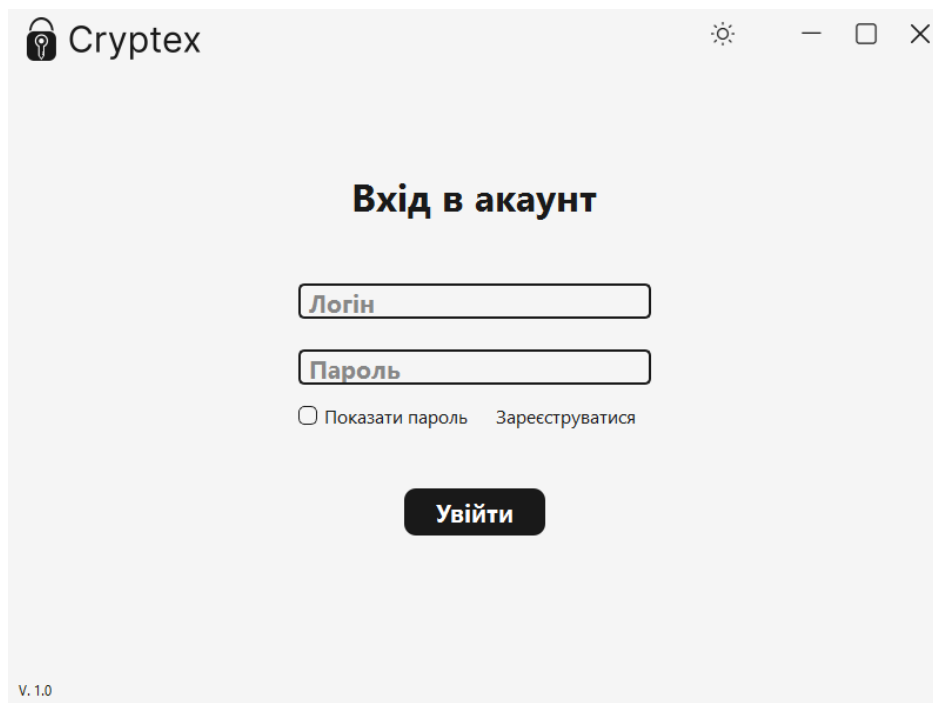 Cryptex
Вхід в акаунт
Логін
Пароль
Показати пароль Зареєструватися
Увійти
V. 1.0